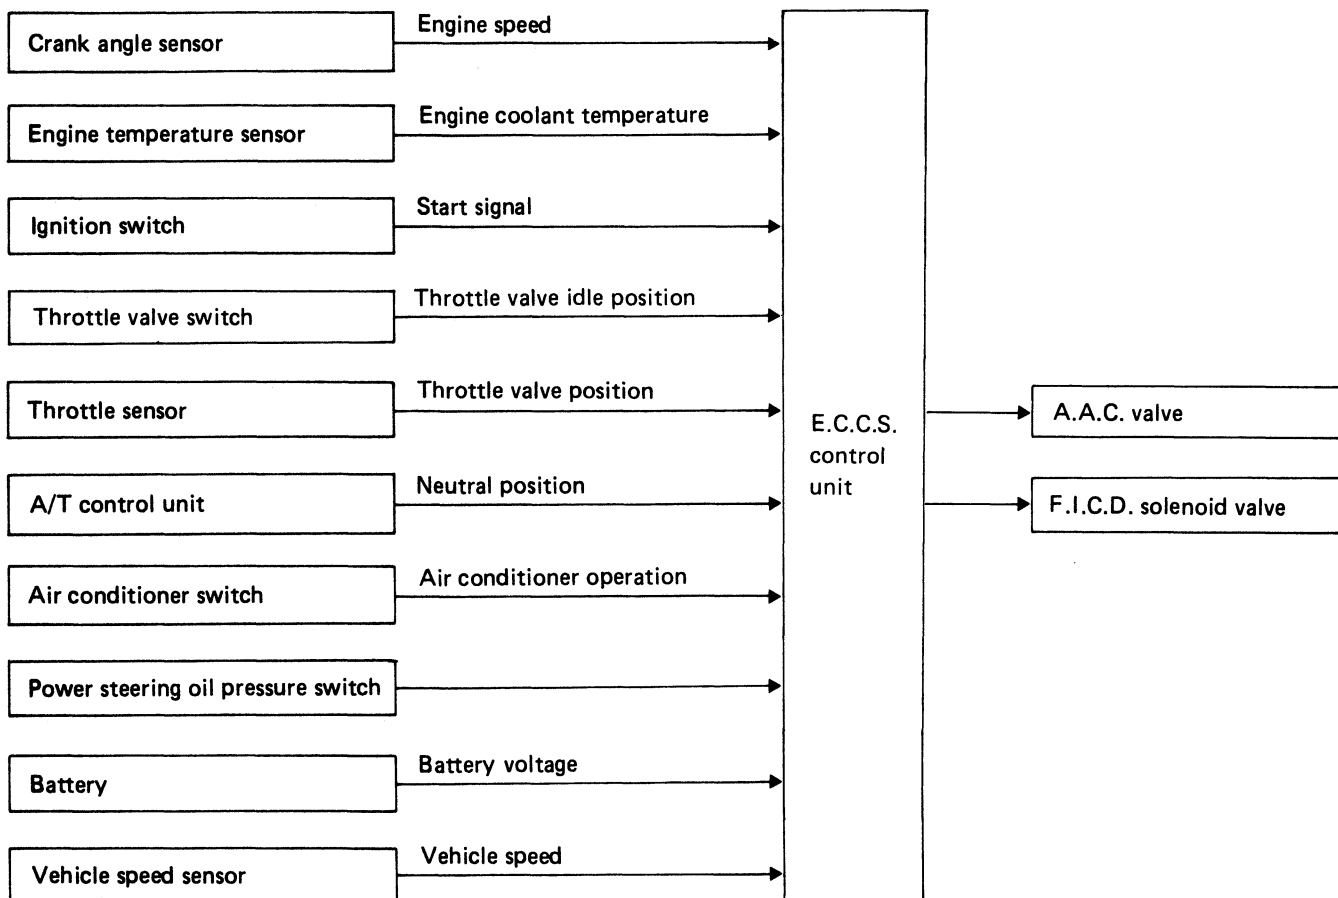 Crank angle sensor
Engine speed
Engine temperature sensor
Engine coolant temperature
Ignition switch
Start signal
Throttle valve switch
Throttle valve idle position
Throttle sensor
Throttle valve position
A/T control unit
Neutral position
Air conditioner switch
Air conditioner operation
Power steering oil pressure switch
Battery
Battery voltage
Vehicle speed sensor
Vehicle speed
E.C.C.S.
control
unit
A.A.C. valve
F.I.C.D. solenoid valve